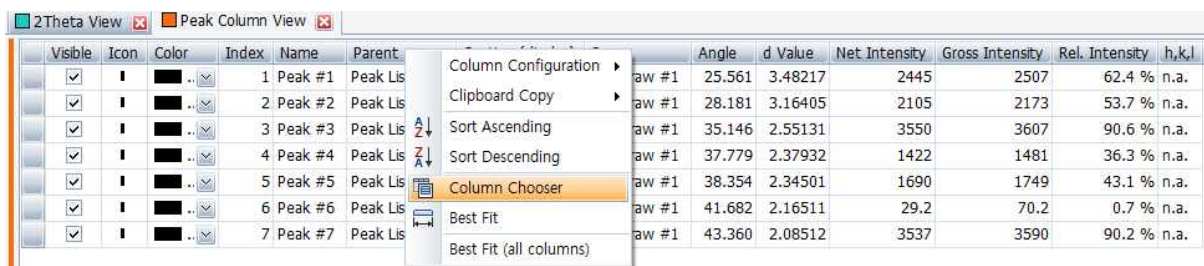 2Theta View Peak Column View
Visible Icon Color Index Name Parent Angle d Value Net Intensity Gross Intensity Rel. Intensity h,k,l
1 Peak #1 Peak Lis raw #1 25.561 3.48217 2445 2507 62.4 % n.a.
2 Peak #2 Peak Lis raw #1 28.181 3.16405 2105 2173 53.7 % n.a.
3 Peak #3 Peak Lis raw #1 35.146 2.55131 3550 3607 90.6 % n.a.
4 Peak #4 Peak Lis raw #1 37.779 2.37932 1422 1481 36.3 % n.a.
5 Peak #5 Peak Lis raw #1 38.354 2.34501 1690 1749 43.1 % n.a.
6 Peak #6 Peak Lis raw #1 41.682 2.16511 29.2 70.2 0.7 % n.a.
7 Peak #7 Peak Lis raw #1 43.360 2.08512 3537 3590 90.2 % n.a.
Column Configuration
Clipboard Copy
Sort Ascending
Sort Descending
Column Chooser
Best Fit
Best Fit (all columns)